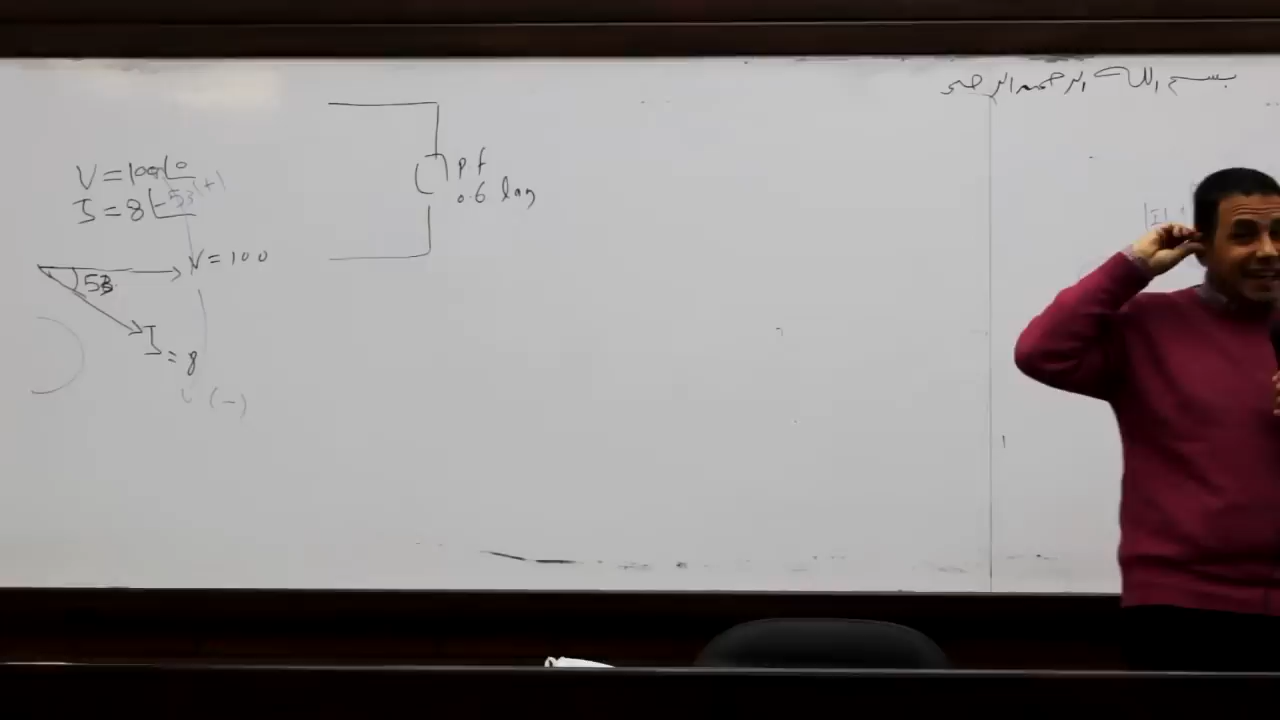 بسم الله الرحمن الرحيم
V = 100∠0
I = 8∠-53 (+)
V = 100
53
I = 8
(-)
pf
0.6 lag